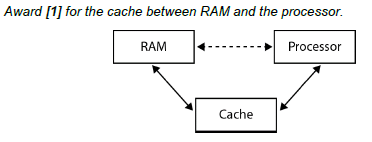 Award [1] for the cache between RAM and the processor.
RAM
Processor
Cache